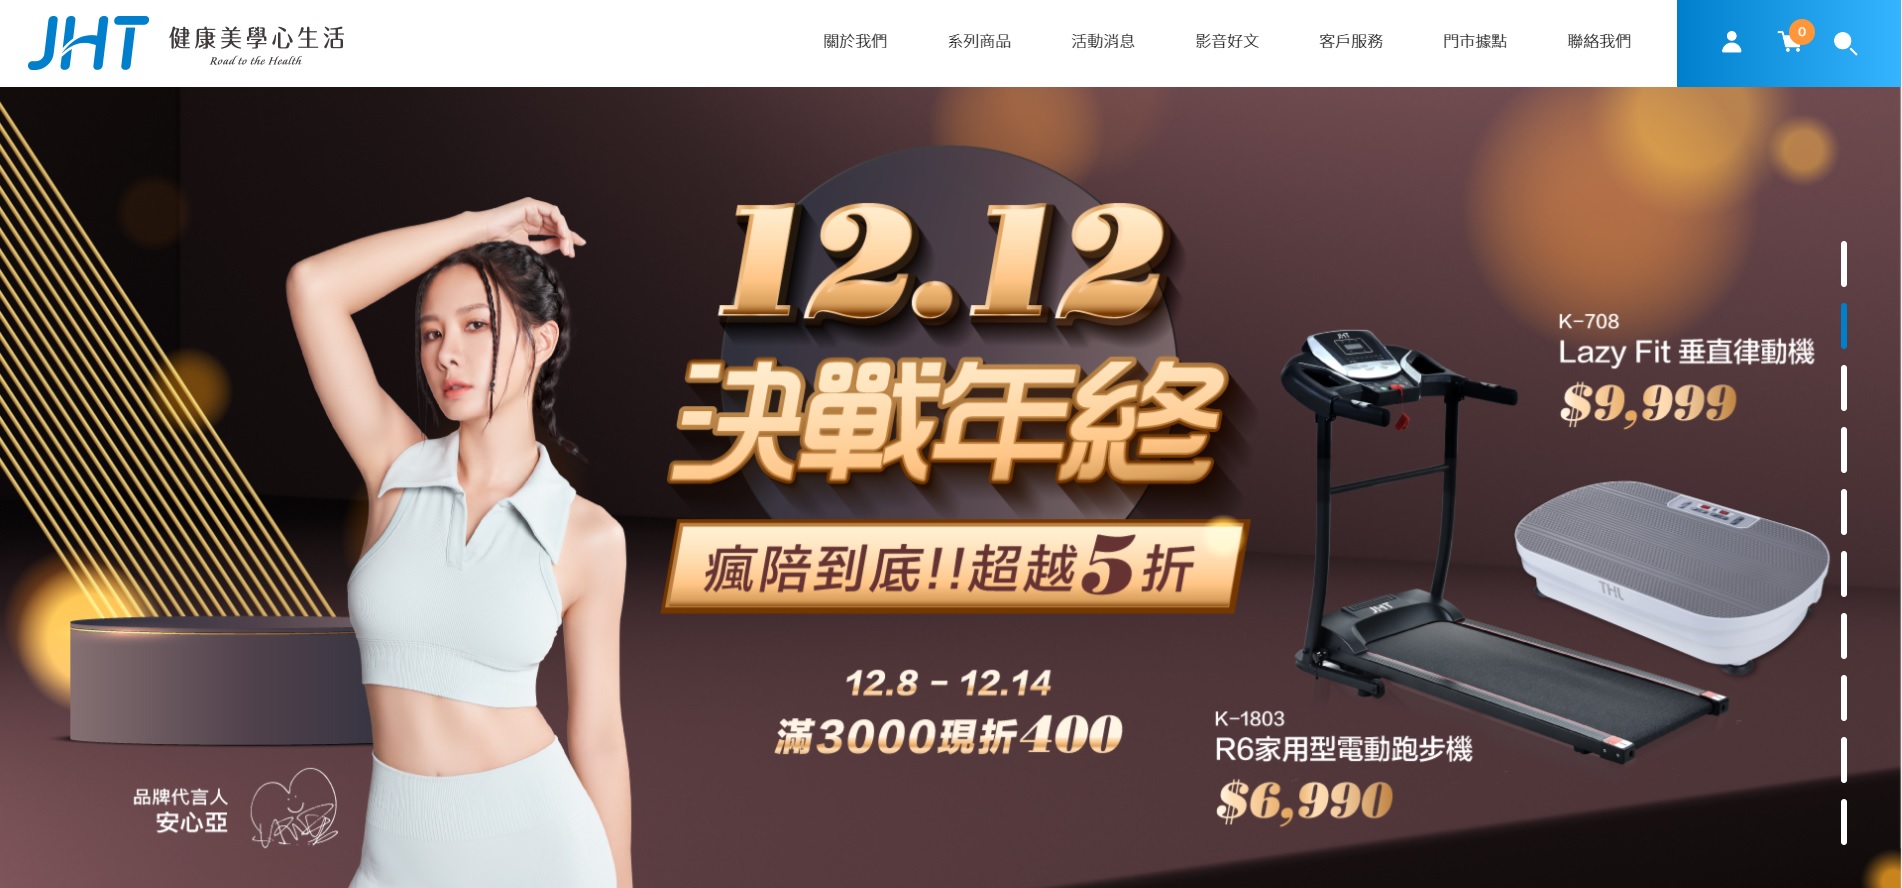 JHT 健康美學心生活
Road to the Health
關於我們 系列商品 活動消息 影音好文 客戶服務 門市據點 聯絡我們
0
12.12
決戰年終
瘋陪到底!!超越5折
12.8 - 12.14
滿3000現折400
品牌代言人
安心亞
K-708
Lazy Fit 垂直律動機
$9,999
JHT
THL
JHT
K-1803
R6家用型電動跑步機
$6,990